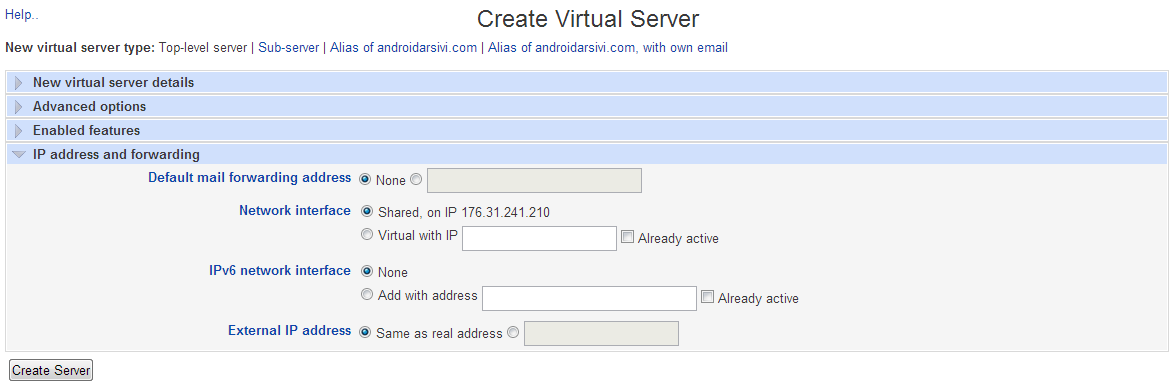 Help..
Create Virtual Server
New virtual server type: Top-level server | Sub-server | Alias of androidarsivi.com | Alias of androidarsivi.com, with own email
New virtual server details
Advanced options
Enabled features
IP address and forwarding
Default mail forwarding address None
Network interface Shared, on IP 176.31.241.210
Virtual with IP Already active
IPv6 network interface None
Add with address Already active
External IP address Same as real address
Create Server